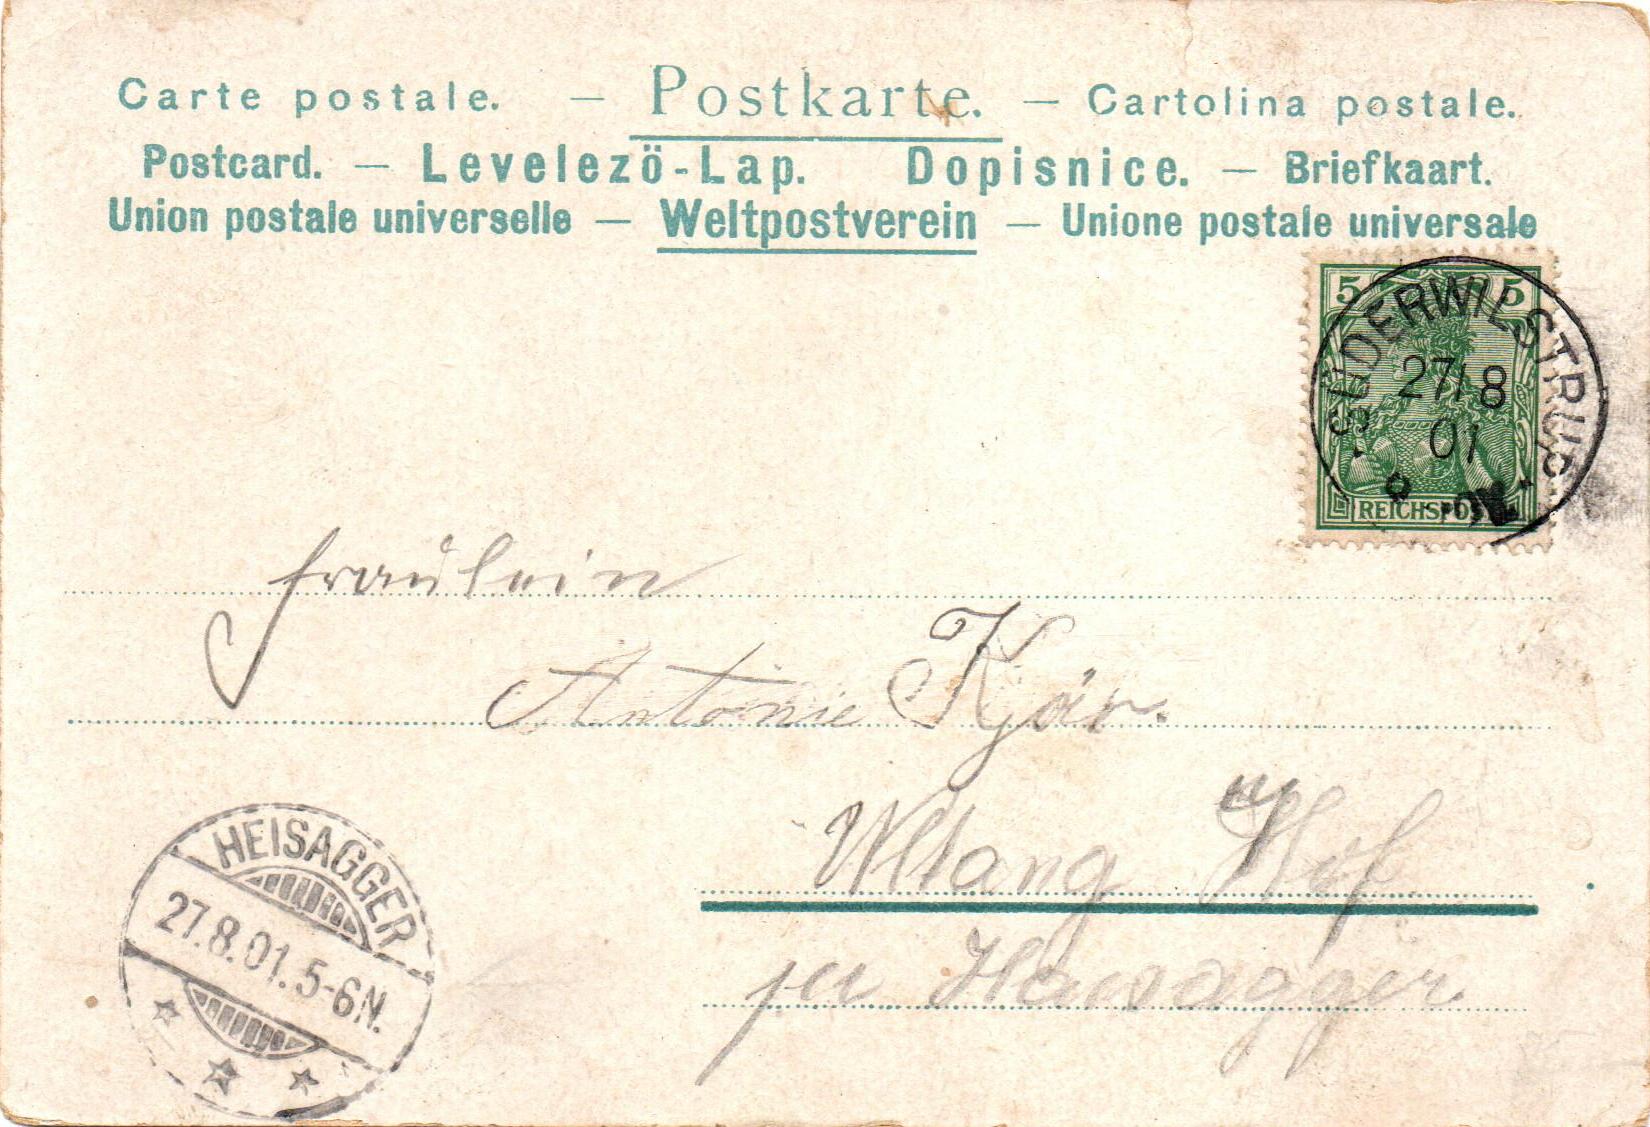 Carte postale. — Postkarte. — Cartolina postale.
Postcard. — Levelezö-Lap. Dopisnice. — Briefkaart.
Union postale universelle — Weltpostverein — Unione postale universale
5 5
SÜDERWILSTRUP
27/8
01
REICHSPOST
Fräulein
Antonie Kjär.
Hof
zu Heisagger
HEISAGGER
27.8.01. 5-6N.